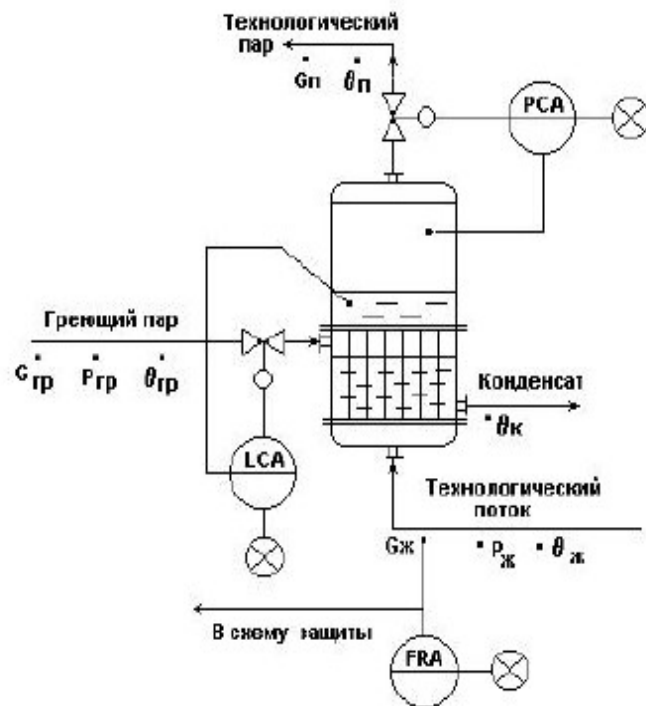 Технологический
пар
Gп θп
PCA
Греющий пар
Gгр Pгр θгр
Конденсат
θк
LCA
Технологический
поток
Gж Pж θж
В схему защиты
FRA